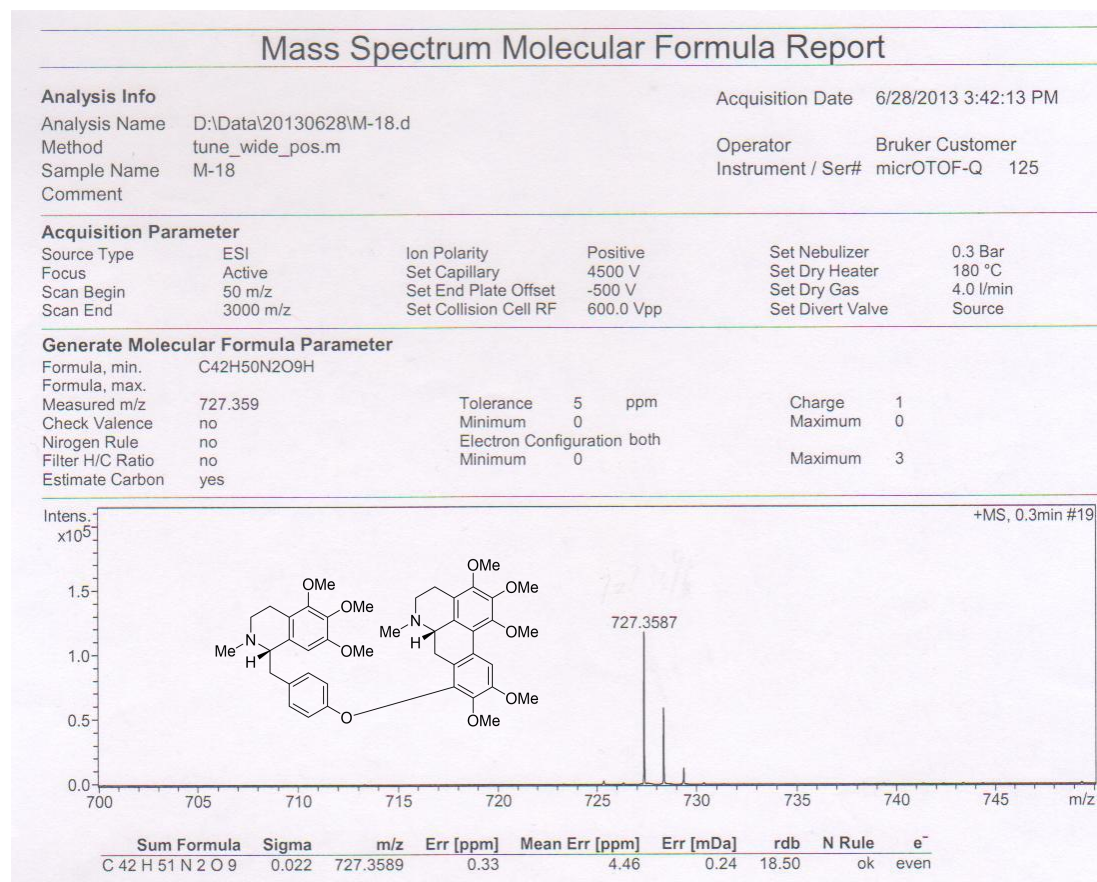 Mass Spectrum Molecular Formula Report
Analysis Info
Acquisition Date 6/28/2013 3:42:13 PM
Analysis Name D:\Data\20130628\M-18.d
Method tune_wide_pos.m
Operator Bruker Customer
Sample Name M-18
Instrument / Ser# micrOTOF-Q 125
Comment
Acquisition Parameter
Source Type ESI Ion Polarity Positive Set Nebulizer 0.3 Bar
Focus Active Set Capillary 4500 V Set Dry Heater 180 °C
Scan Begin 50 m/z Set End Plate Offset -500 V Set Dry Gas 4.0 l/min
Scan End 3000 m/z Set Collision Cell RF 600.0 Vpp Set Divert Valve Source
Generate Molecular Formula Parameter
Formula, min. C42H50N2O9H
Formula, max.
Measured m/z 727.359 Tolerance 5 ppm Charge 1
Check Valence no Minimum 0 Maximum 0
Nirogen Rule no Electron Configuration both
Filter H/C Ratio no Minimum 0 Maximum 3
Estimate Carbon yes
Intens.
x10⁵
+MS, 0.3min #19
1.5
1.0
0.5
0.0
OMe
OMe
OMe
N
Me
H
O
OMe
OMe
OMe
N
Me
H
OMe
OMe
727.3587
700 705 710 715 720 725 730 735 740 745 m/z
Sum Formula Sigma m/z Err [ppm] Mean Err [ppm] Err [mDa] rdb N Rule e⁻
C 42 H 51 N 2 O 9 0.022 727.3589 0.33 4.46 0.24 18.50 ok even